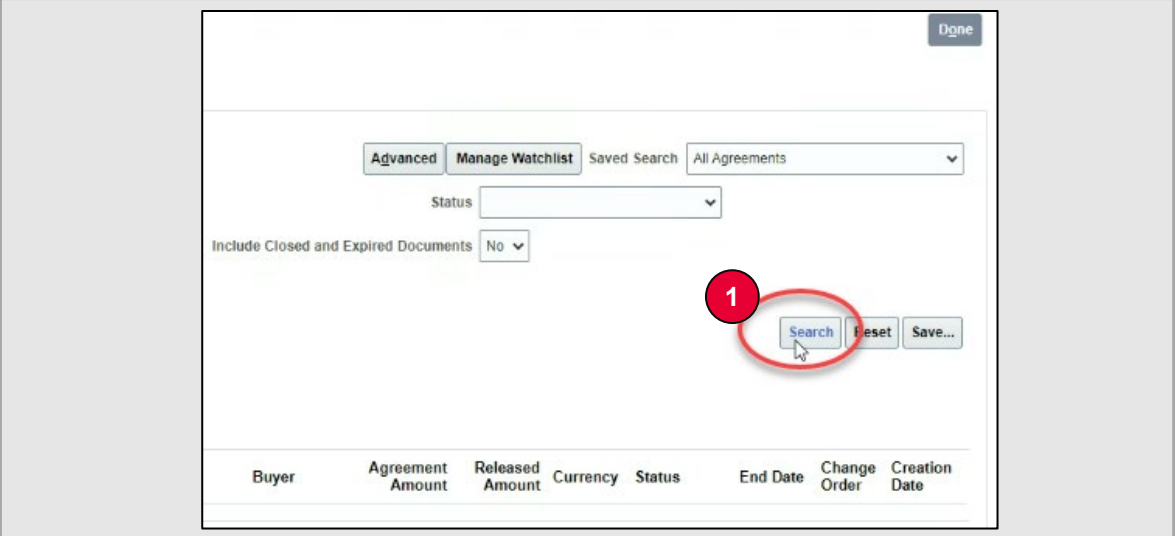 Done
Advanced Manage Watchlist Saved Search All Agreements
Status
Include Closed and Expired Documents No
1
Search Reset Save...
Buyer Agreement Amount Released Amount Currency Status End Date Change Order Creation Date